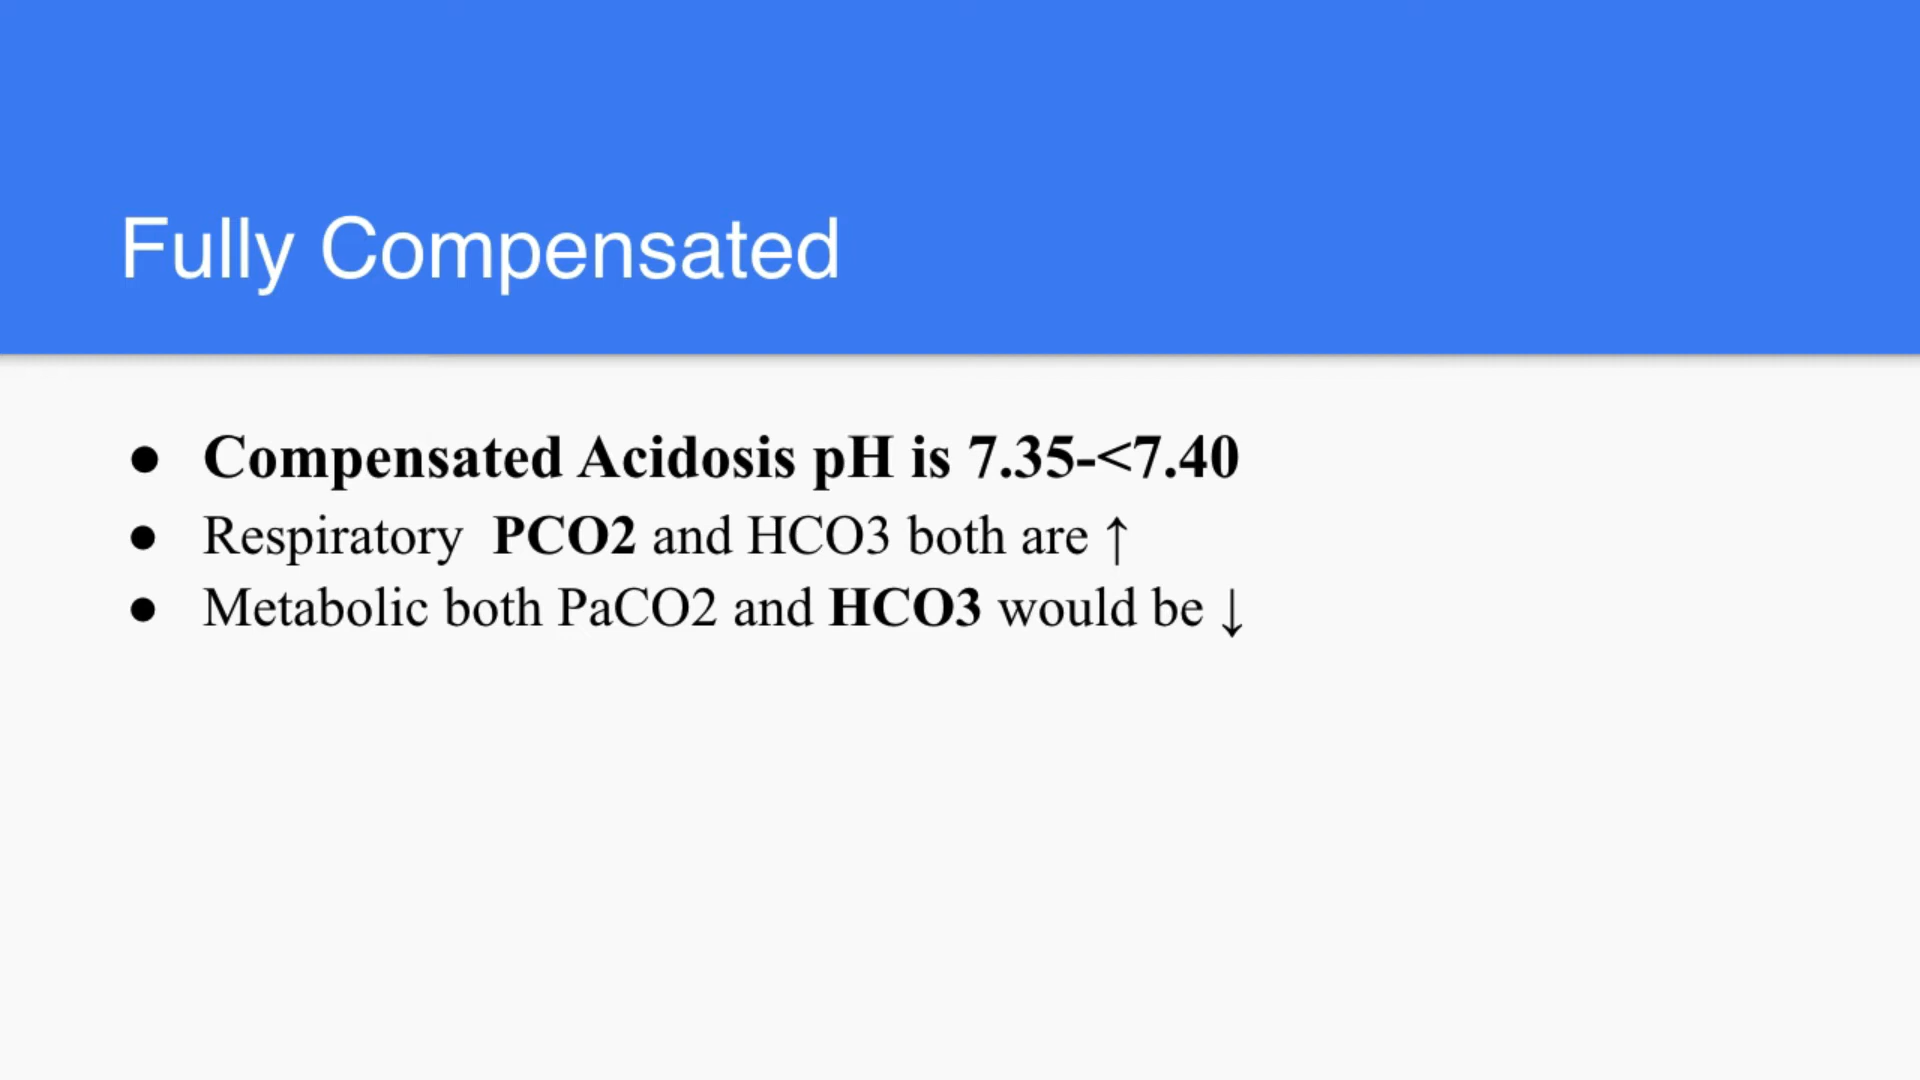 Fully Compensated
● Compensated Acidosis pH is 7.35-<7.40
● Respiratory  PCO2 and HCO3 both are ↑
● Metabolic both PaCO2 and HCO3 would be ↓